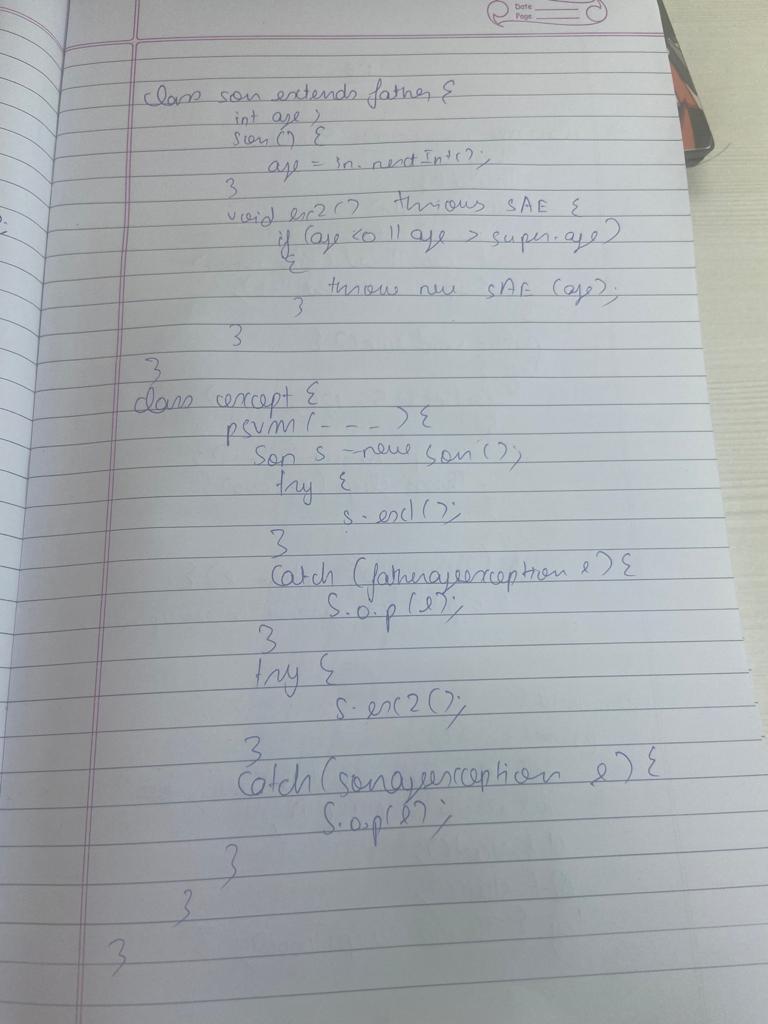 Date
Page
class son extends father {
int age ;
son () {
age = sn. nextInt();
}
void exc2 () throws SAE {
if (age <0 || age > super.age)
{
throw new SAE (age);
}
}
}
class except {
psvm (- - - ) {
Son s = new son();
try {
s.exc1();
}
catch (fatherageexception e) {
S.o.p (e);
}
try {
s.exc2();
}
catch(sonageexception e) {
S.o.p(e);
}
}
}